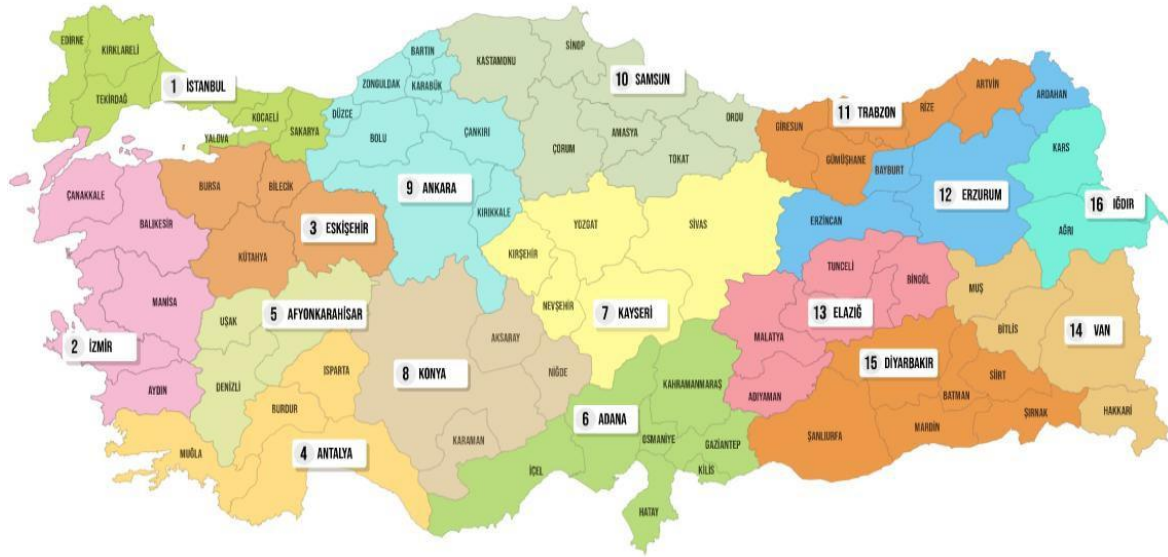 EDİRNE
KIRKLARELİ
TEKİRDAĞ
1 İSTANBUL
KOCAELİ
YALOVA
SAKARYA
ÇANAKKALE
BALIKESİR
MANİSA
2 İZMİR
AYDIN
BURSA
BİLECİK
3 ESKİŞEHİR
KÜTAHYA
UŞAK
5 AFYONKARAHİSAR
DENİZLİ
ISPARTA
BURDUR
MUĞLA
4 ANTALYA
BARTIN
ZONGULDAK
KARABÜK
DÜZCE
BOLU
ÇANKIRI
9 ANKARA
KIRIKKALE
KASTAMONU
SİNOP
10 SAMSUN
ÇORUM
AMASYA
ORDU
TOKAT
YOZGAT
SİVAS
KIRŞEHİR
NEVŞEHİR
7 KAYSERİ
AKSARAY
8 KONYA
NİĞDE
KARAMAN
KAHRAMANMARAŞ
6 ADANA
OSMANİYE
GAZİANTEP
İÇEL
KİLİS
HATAY
ARTVİN
RİZE
11 TRABZON
GİRESUN
GÜMÜŞHANE
ARDAHAN
BAYBURT
12 ERZURUM
ERZİNCAN
KARS
16 IĞDIR
AĞRI
TUNCELİ
BİNGÖL
13 ELAZIĞ
MALATYA
ADIYAMAN
MUŞ
BİTLİS
14 VAN
HAKKARİ
15 DİYARBAKIR
SİİRT
BATMAN
ŞIRNAK
MARDİN
ŞANLIURFA